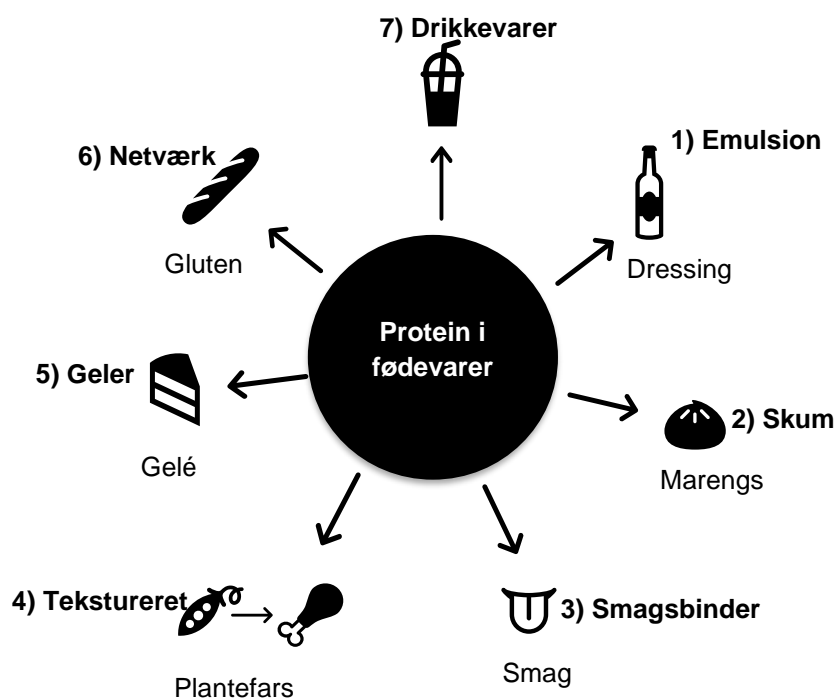 7) Drikkevarer
1) Emulsion
Dressing
2) Skum
Marengs
3) Smagsbinder
Smag
4) Tekstureret
Plantefars
5) Geler
Gelé
6) Netværk
Gluten
Protein i
fødevarer